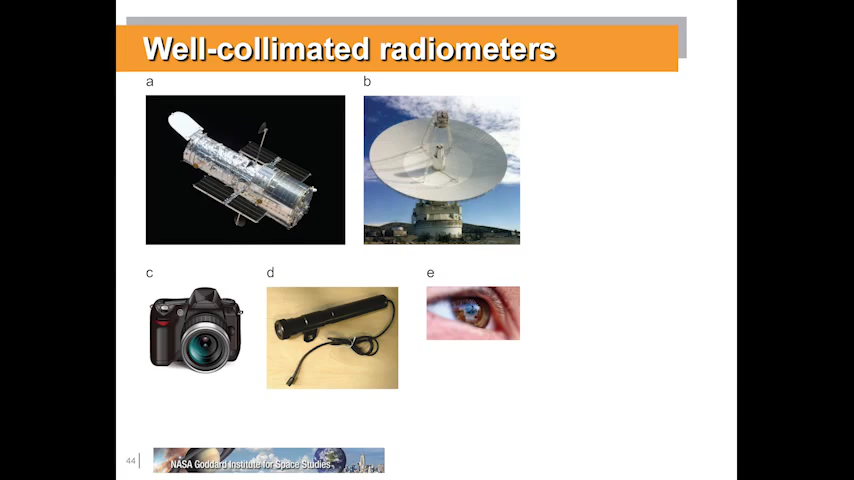 Well-collimated radiometers
a
b
c
d
e
44
NASA Goddard Institute for Space Studies